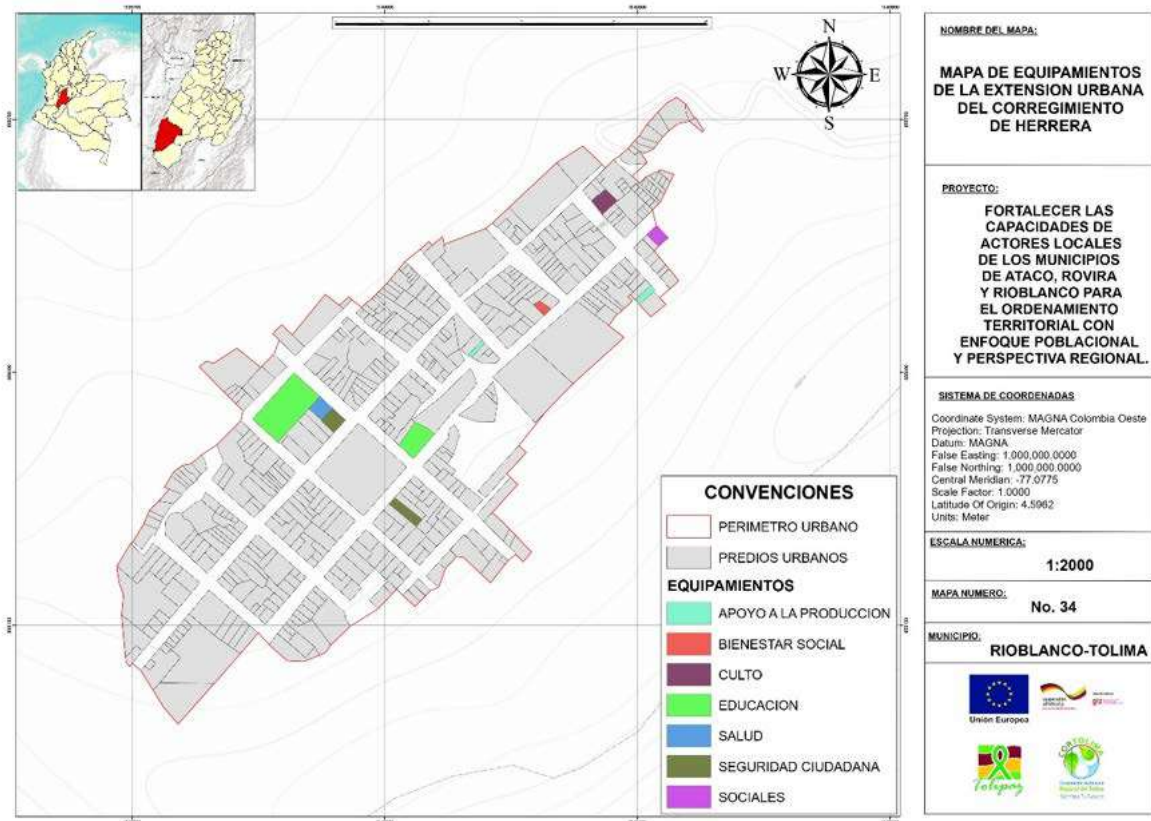 N
W
E
S
NOMBRE DEL MAPA:
MAPA DE EQUIPAMIENTOS
DE LA EXTENSION URBANA
DEL CORREGIMIENTO
DE HERRERA
PROYECTO:
FORTALECER LAS
CAPACIDADES DE
ACTORES LOCALES
DE LOS MUNICIPIOS
DE ATACO, ROVIRA
Y RIOBLANCO PARA
EL ORDENAMIENTO
TERRITORIAL CON
ENFOQUE POBLACIONAL
Y PERSPECTIVA REGIONAL.
SISTEMA DE COORDENADAS
Coordinate System: MAGNA Colombia Oeste
Projection: Transverse Mercator
Datum: MAGNA
False Easting: 1,000,000.0000
False Northing: 1,000,000.0000
Central Meridian: -77.0775
Scale Factor: 1.0000
Latitude Of Origin: 4.5962
Units: Meter
ESCALA NUMERICA:
1:2000
MAPA NUMERO:
No. 34
MUNICIPIO:
RIOBLANCO-TOLIMA
Unión Europea
giz
Tolipaz
CORTOLIMA
CONVENCIONES
PERIMETRO URBANO
PREDIOS URBANOS
EQUIPAMIENTOS
APOYO A LA PRODUCCION
BIENESTAR SOCIAL
CULTO
EDUCACION
SALUD
SEGURIDAD CIUDADANA
SOCIALES